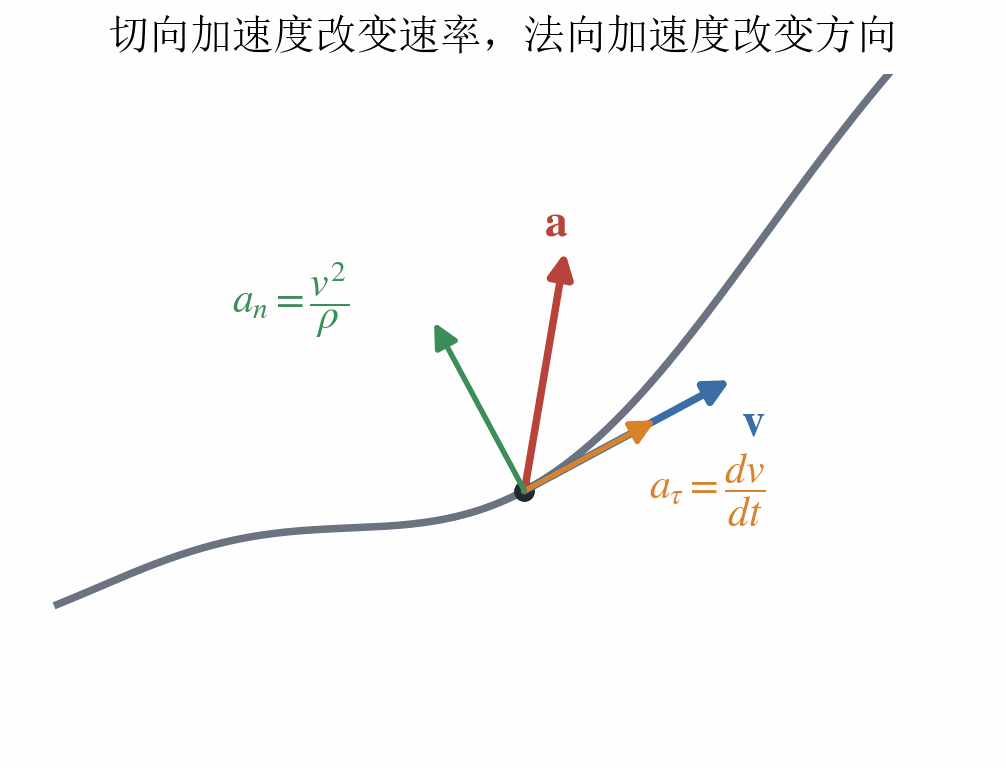 切向加速度改变速率，法向加速度改变方向
a
aₙ = v²/ρ
v
a_τ = dv/dt